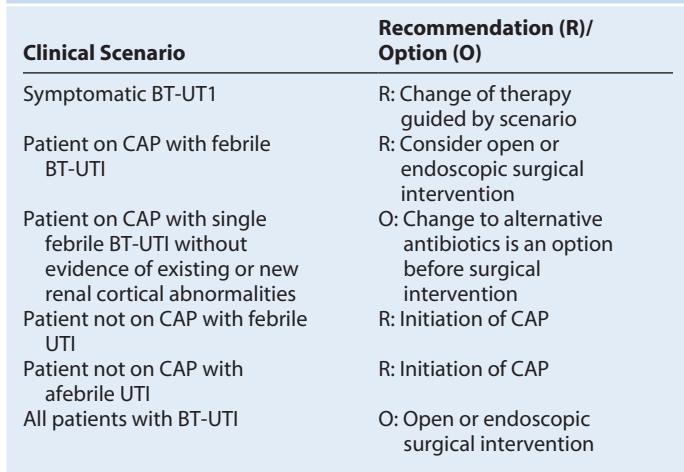 Clinical Scenario
Recommendation (R)/
Option (O)
Symptomatic BT-UT1
R: Change of therapy
guided by scenario
Patient on CAP with febrile
BT-UTI
R: Consider open or
endoscopic surgical
intervention
Patient on CAP with single
febrile BT-UTI without
evidence of existing or new
renal cortical abnormalities
O: Change to alternative
antibiotics is an option
before surgical
intervention
Patient not on CAP with febrile
UTI
R: Initiation of CAP
Patient not on CAP with
afebrile UTI
R: Initiation of CAP
All patients with BT-UTI
O: Open or endoscopic
surgical intervention